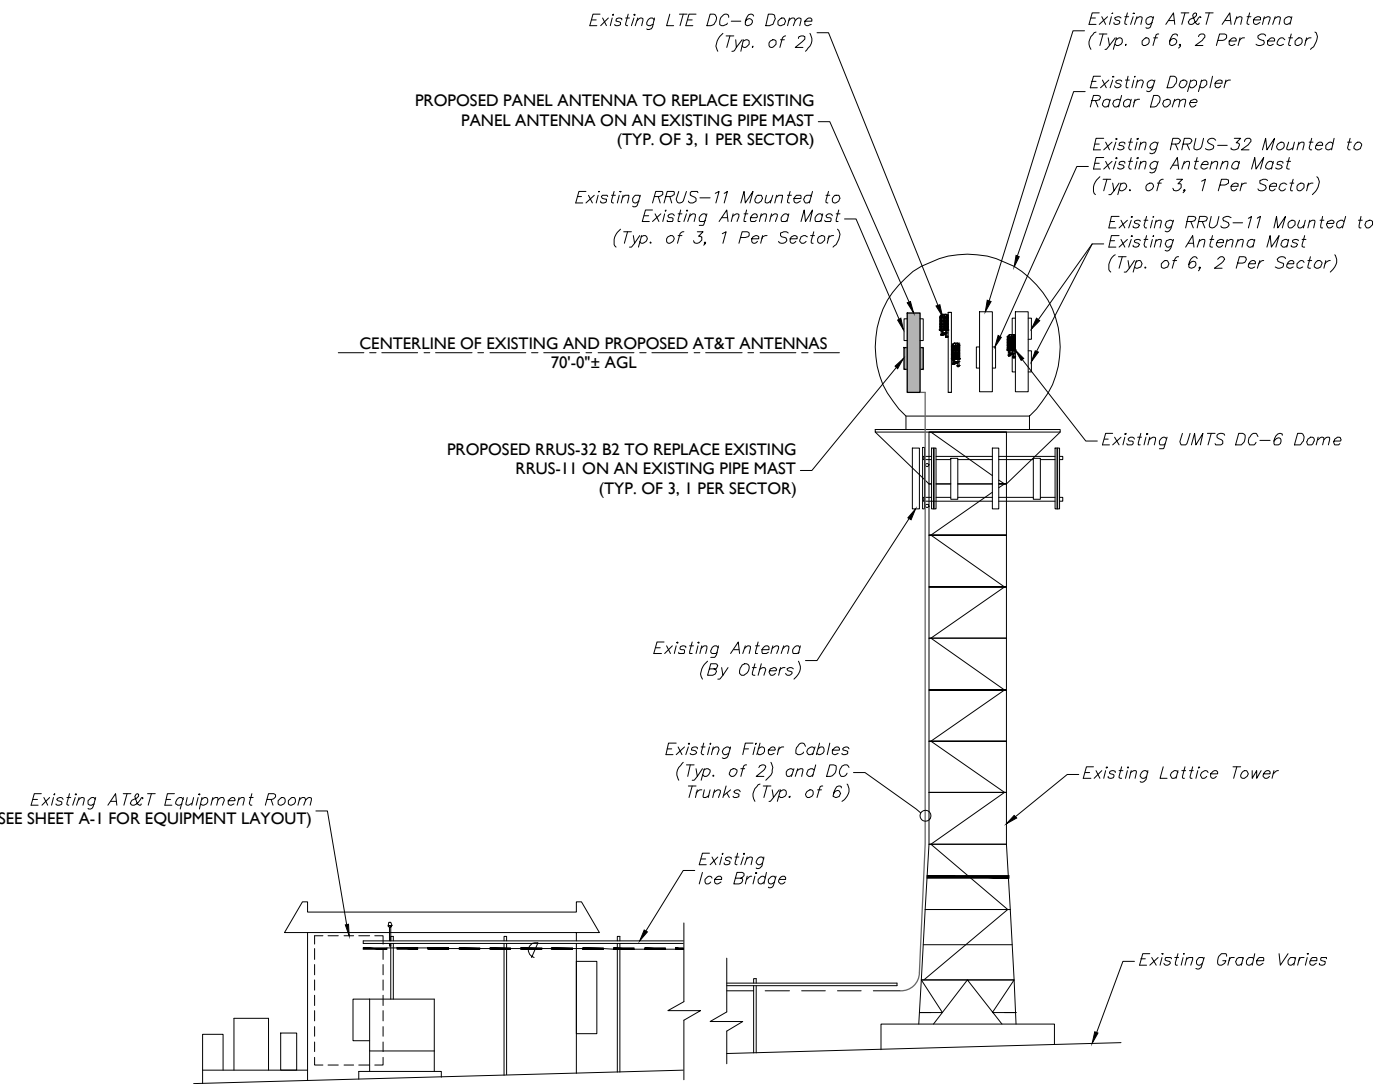 Existing LTE DC-6 Dome
(Typ. of 2)
PROPOSED PANEL ANTENNA TO REPLACE EXISTING
PANEL ANTENNA ON AN EXISTING PIPE MAST
(TYP. OF 3, 1 PER SECTOR)
Existing RRUS-11 Mounted to
Existing Antenna Mast
(Typ. of 3, 1 Per Sector)
CENTERLINE OF EXISTING AND PROPOSED AT&T ANTENNAS
70'-0"± AGL
PROPOSED RRUS-32 B2 TO REPLACE EXISTING
RRUS-11 ON AN EXISTING PIPE MAST
(TYP. OF 3, 1 PER SECTOR)
Existing Antenna
(By Others)
Existing Fiber Cables
(Typ. of 2) and DC
Trunks (Typ. of 6)
Existing AT&T Equipment Room
SEE SHEET A-1 FOR EQUIPMENT LAYOUT)
Existing
Ice Bridge
Existing AT&T Antenna
(Typ. of 6, 2 Per Sector)
Existing Doppler
Radar Dome
Existing RRUS-32 Mounted to
Existing Antenna Mast
(Typ. of 3, 1 Per Sector)
Existing RRUS-11 Mounted to
Existing Antenna Mast
(Typ. of 6, 2 Per Sector)
Existing UMTS DC-6 Dome
Existing Lattice Tower
Existing Grade Varies